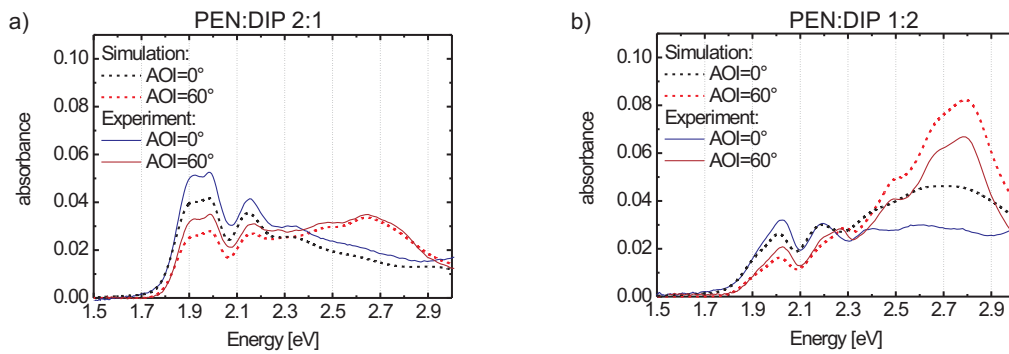 a)
PEN:DIP 2:1
Simulation:
AOI=0°
AOI=60°
Experiment:
AOI=0°
AOI=60°
absorbance
0.10
0.08
0.06
0.04
0.02
0.00
1.5 1.7 1.9 2.1 2.3 2.5 2.7 2.9
Energy [eV]
b)
PEN:DIP 1:2
Simulation:
AOI=0°
AOI=60°
Experiment:
AOI=0°
AOI=60°
absorbance
0.10
0.08
0.06
0.04
0.02
0.00
1.5 1.7 1.9 2.1 2.3 2.5 2.7 2.9
Energy [eV]